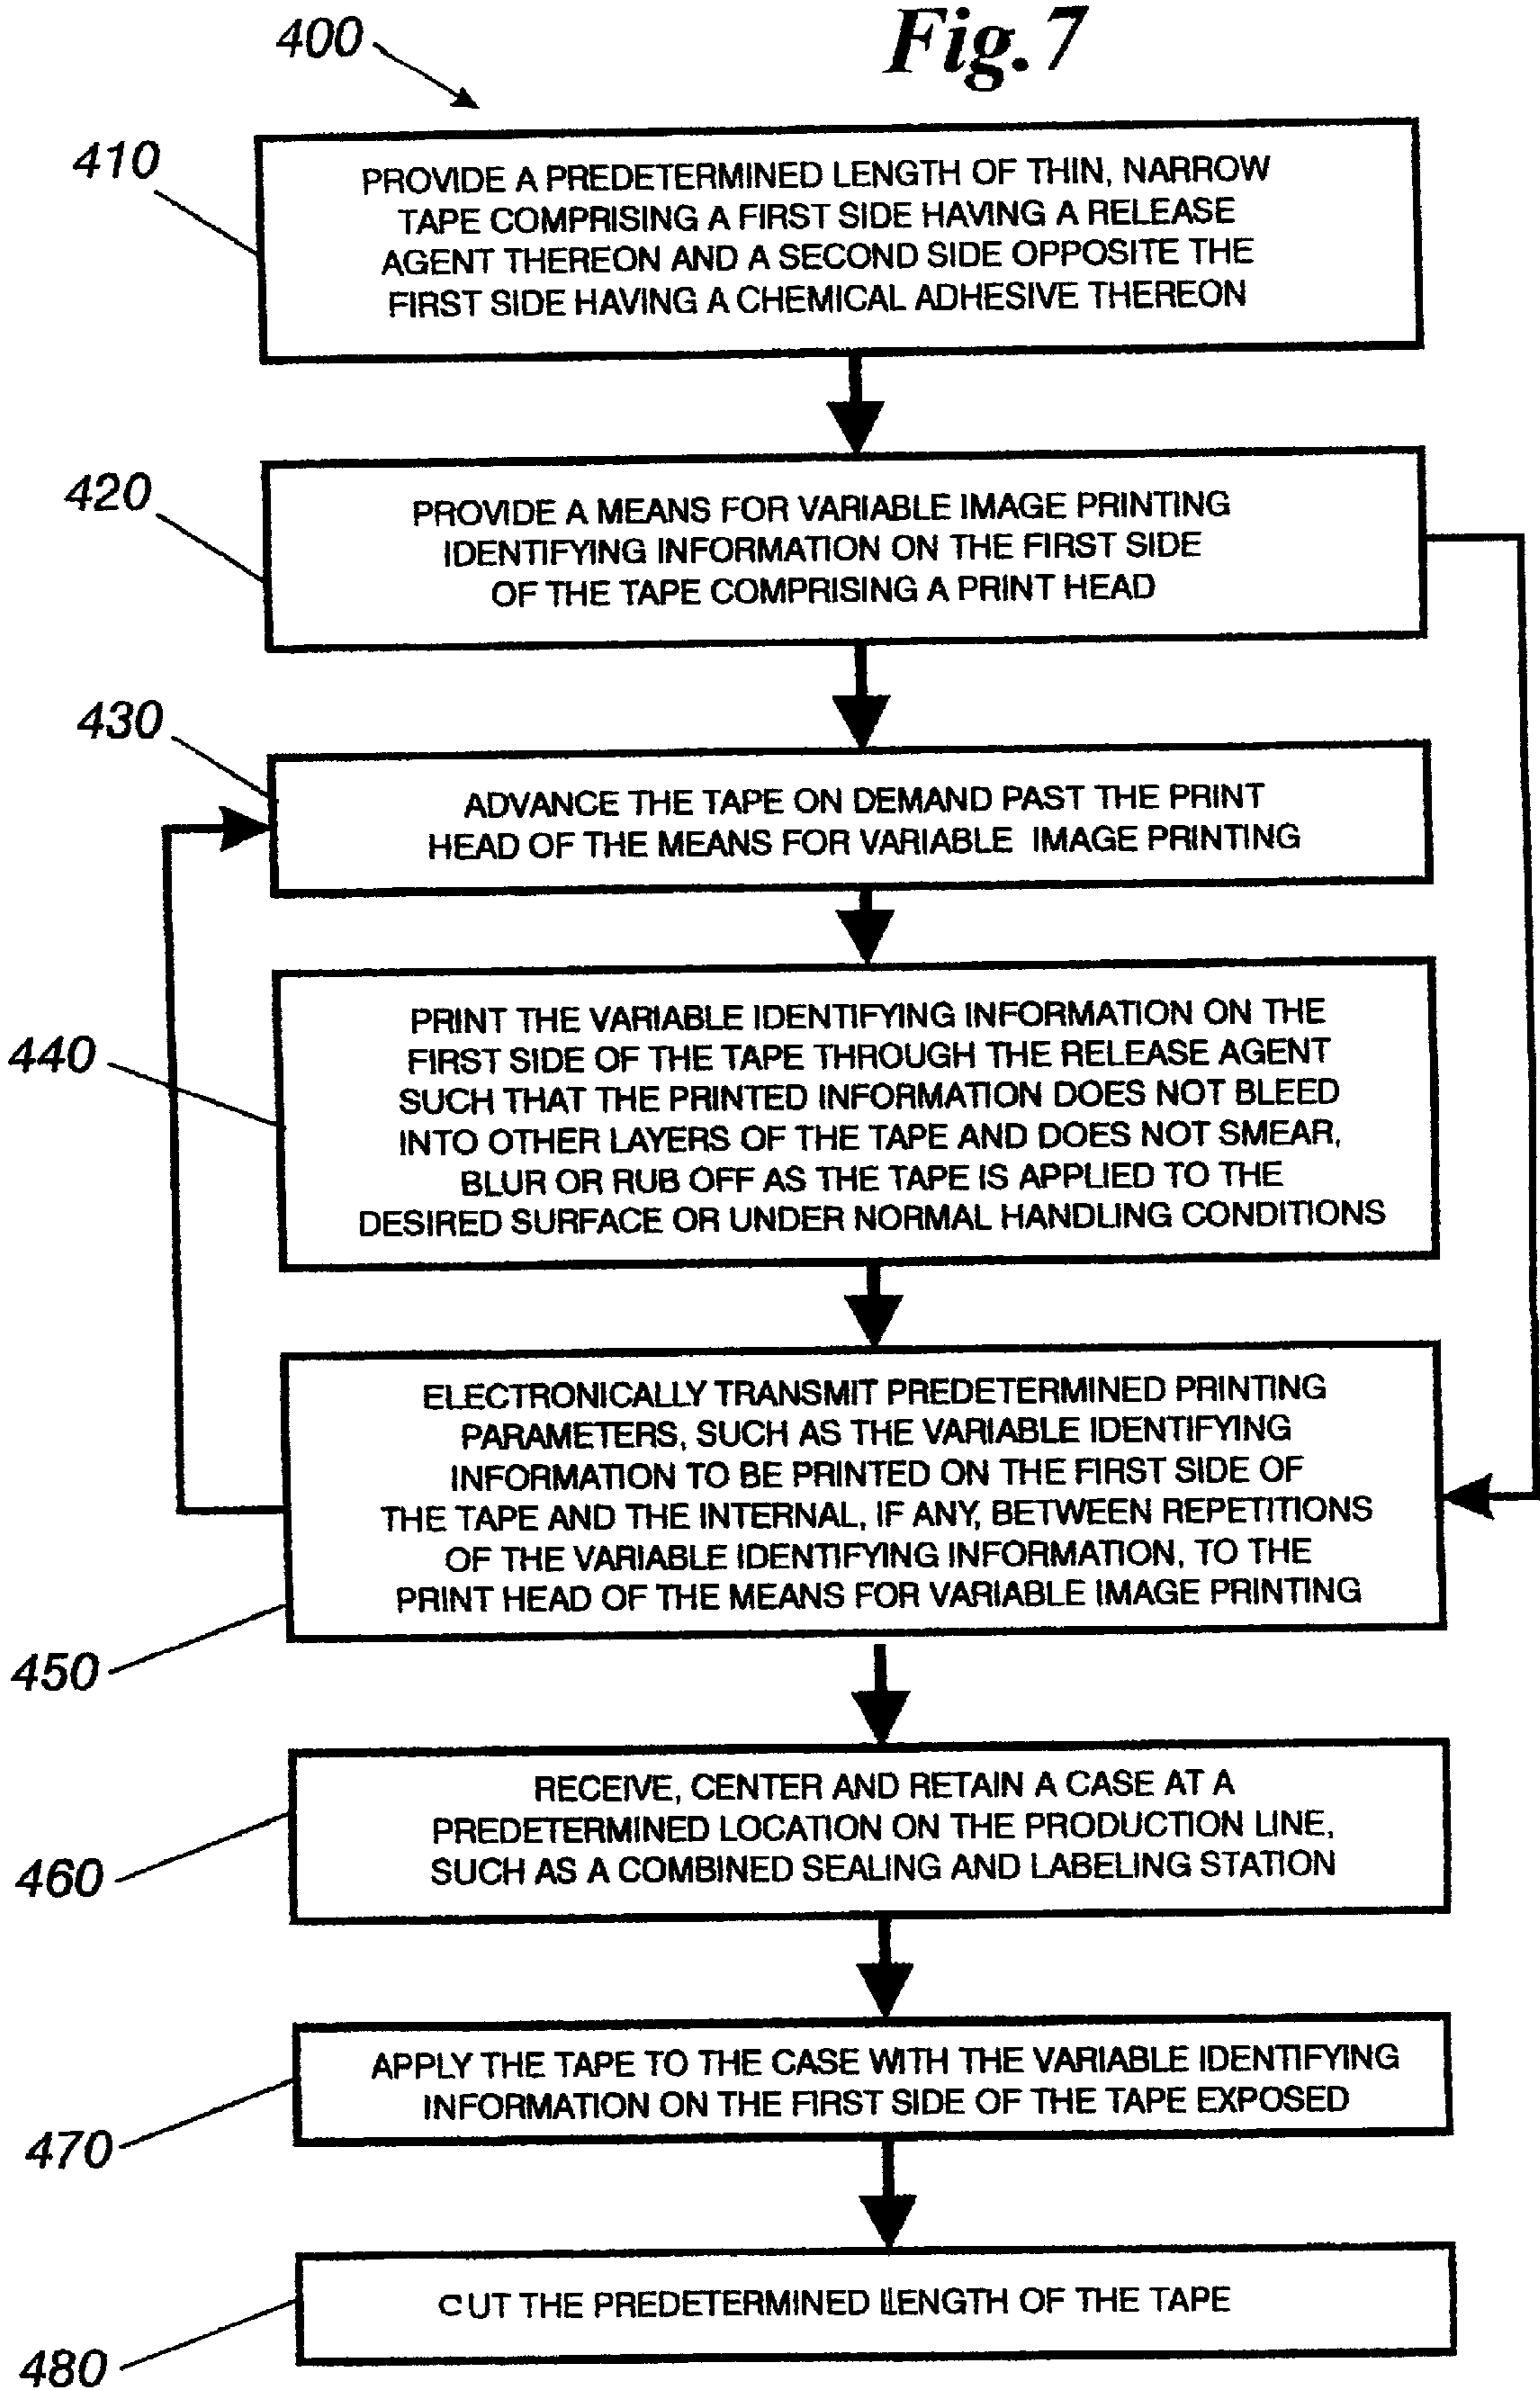 Fig. 7
400
410
PROVIDE A PREDETERMINED LENGTH OF THIN, NARROW
TAPE COMPRISING A FIRST SIDE HAVING A RELEASE
AGENT THEREON AND A SECOND SIDE OPPOSITE THE
FIRST SIDE HAVING A CHEMICAL ADHESIVE THEREON
420
PROVIDE A MEANS FOR VARIABLE IMAGE PRINTING
IDENTIFYING INFORMATION ON THE FIRST SIDE
OF THE TAPE COMPRISING A PRINT HEAD
430
ADVANCE THE TAPE ON DEMAND PAST THE PRINT
HEAD OF THE MEANS FOR VARIABLE IMAGE PRINTING
440
PRINT THE VARIABLE IDENTIFYING INFORMATION ON THE
FIRST SIDE OF THE TAPE THROUGH THE RELEASE AGENT
SUCH THAT THE PRINTED INFORMATION DOES NOT BLEED
INTO OTHER LAYERS OF THE TAPE AND DOES NOT SMEAR,
BLUR OR RUB OFF AS THE TAPE IS APPLIED TO THE
DESIRED SURFACE OR UNDER NORMAL HANDLING CONDITIONS
ELECTRONICALLY TRANSMIT PREDETERMINED PRINTING
PARAMETERS, SUCH AS THE VARIABLE IDENTIFYING
INFORMATION TO BE PRINTED ON THE FIRST SIDE OF
THE TAPE AND THE INTERNAL, IF ANY, BETWEEN REPETITIONS
OF THE VARIABLE IDENTIFYING INFORMATION, TO THE
PRINT HEAD OF THE MEANS FOR VARIABLE IMAGE PRINTING
450
RECEIVE, CENTER AND RETAIN A CASE AT A
PREDETERMINED LOCATION ON THE PRODUCTION LINE,
SUCH AS A COMBINED SEALING AND LABELING STATION
460
APPLY THE TAPE TO THE CASE WITH THE VARIABLE IDENTIFYING
INFORMATION ON THE FIRST SIDE OF THE TAPE EXPOSED
470
CUT THE PREDETERMINED LENGTH OF THE TAPE
480